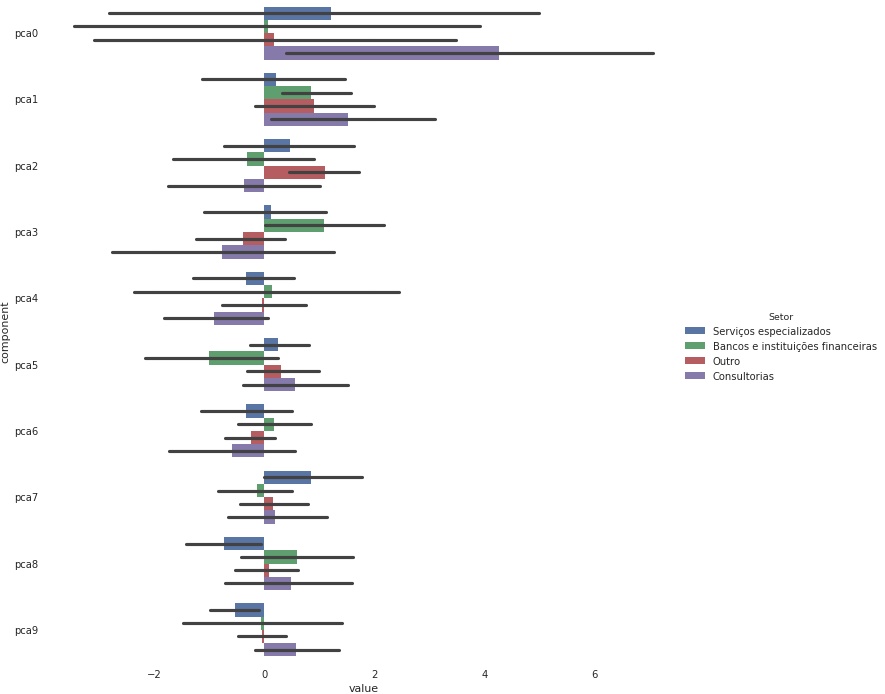 pca0
pca1
pca2
pca3
pca4
pca5
pca6
pca7
pca8
pca9
component
−2
0
2
4
6
value
Setor
Serviços especializados
Bancos e instituições financeiras
Outro
Consultorias